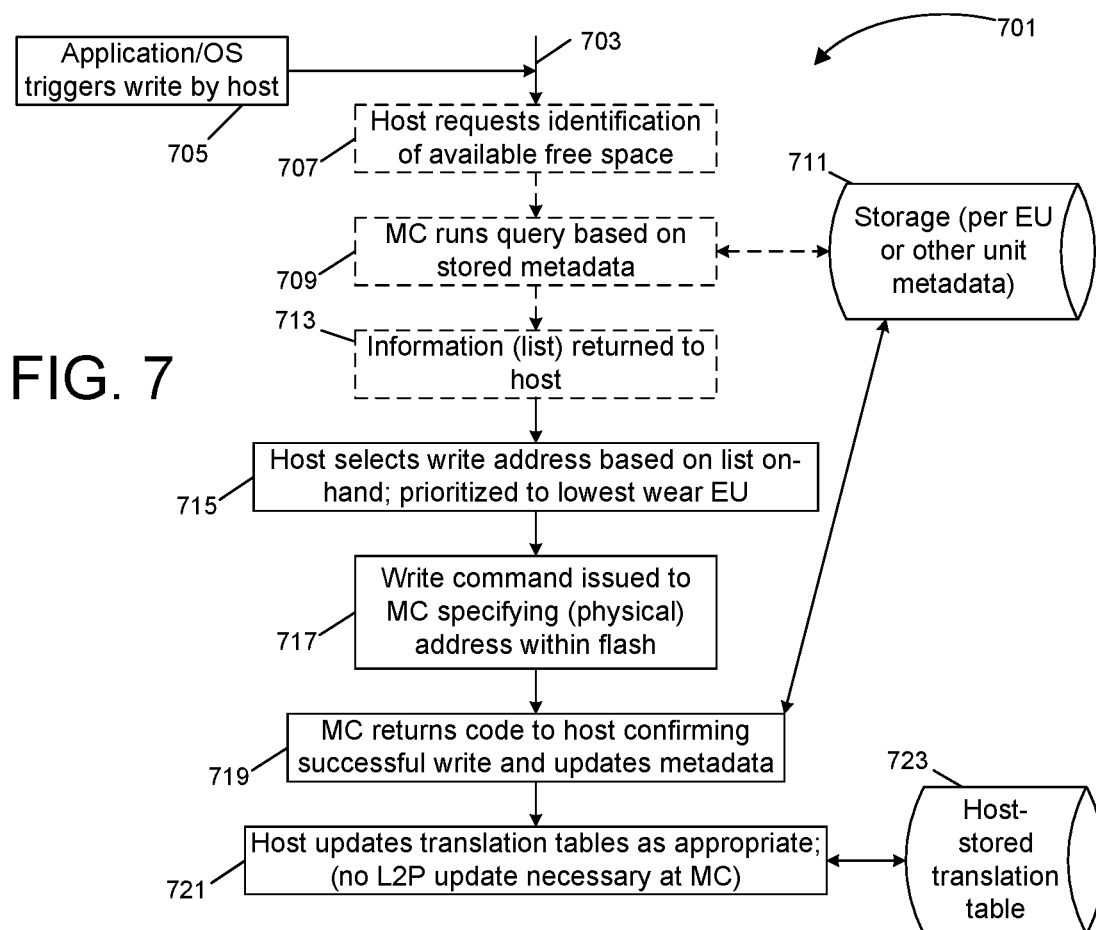 703
701
Application/OS
triggers write by host
705
Host requests identification
of available free space
707
711
Storage (per EU
or other unit
metadata)
MC runs query based on
stored metadata
709
713
Information (list) returned to
host
FIG. 7
Host selects write address based on list on-
hand; prioritized to lowest wear EU
715
Write command issued to
MC specifying (physical)
address within flash
717
MC returns code to host confirming
successful write and updates metadata
719
723
Host-
stored
translation
table
Host updates translation tables as appropriate;
(no L2P update necessary at MC)
721